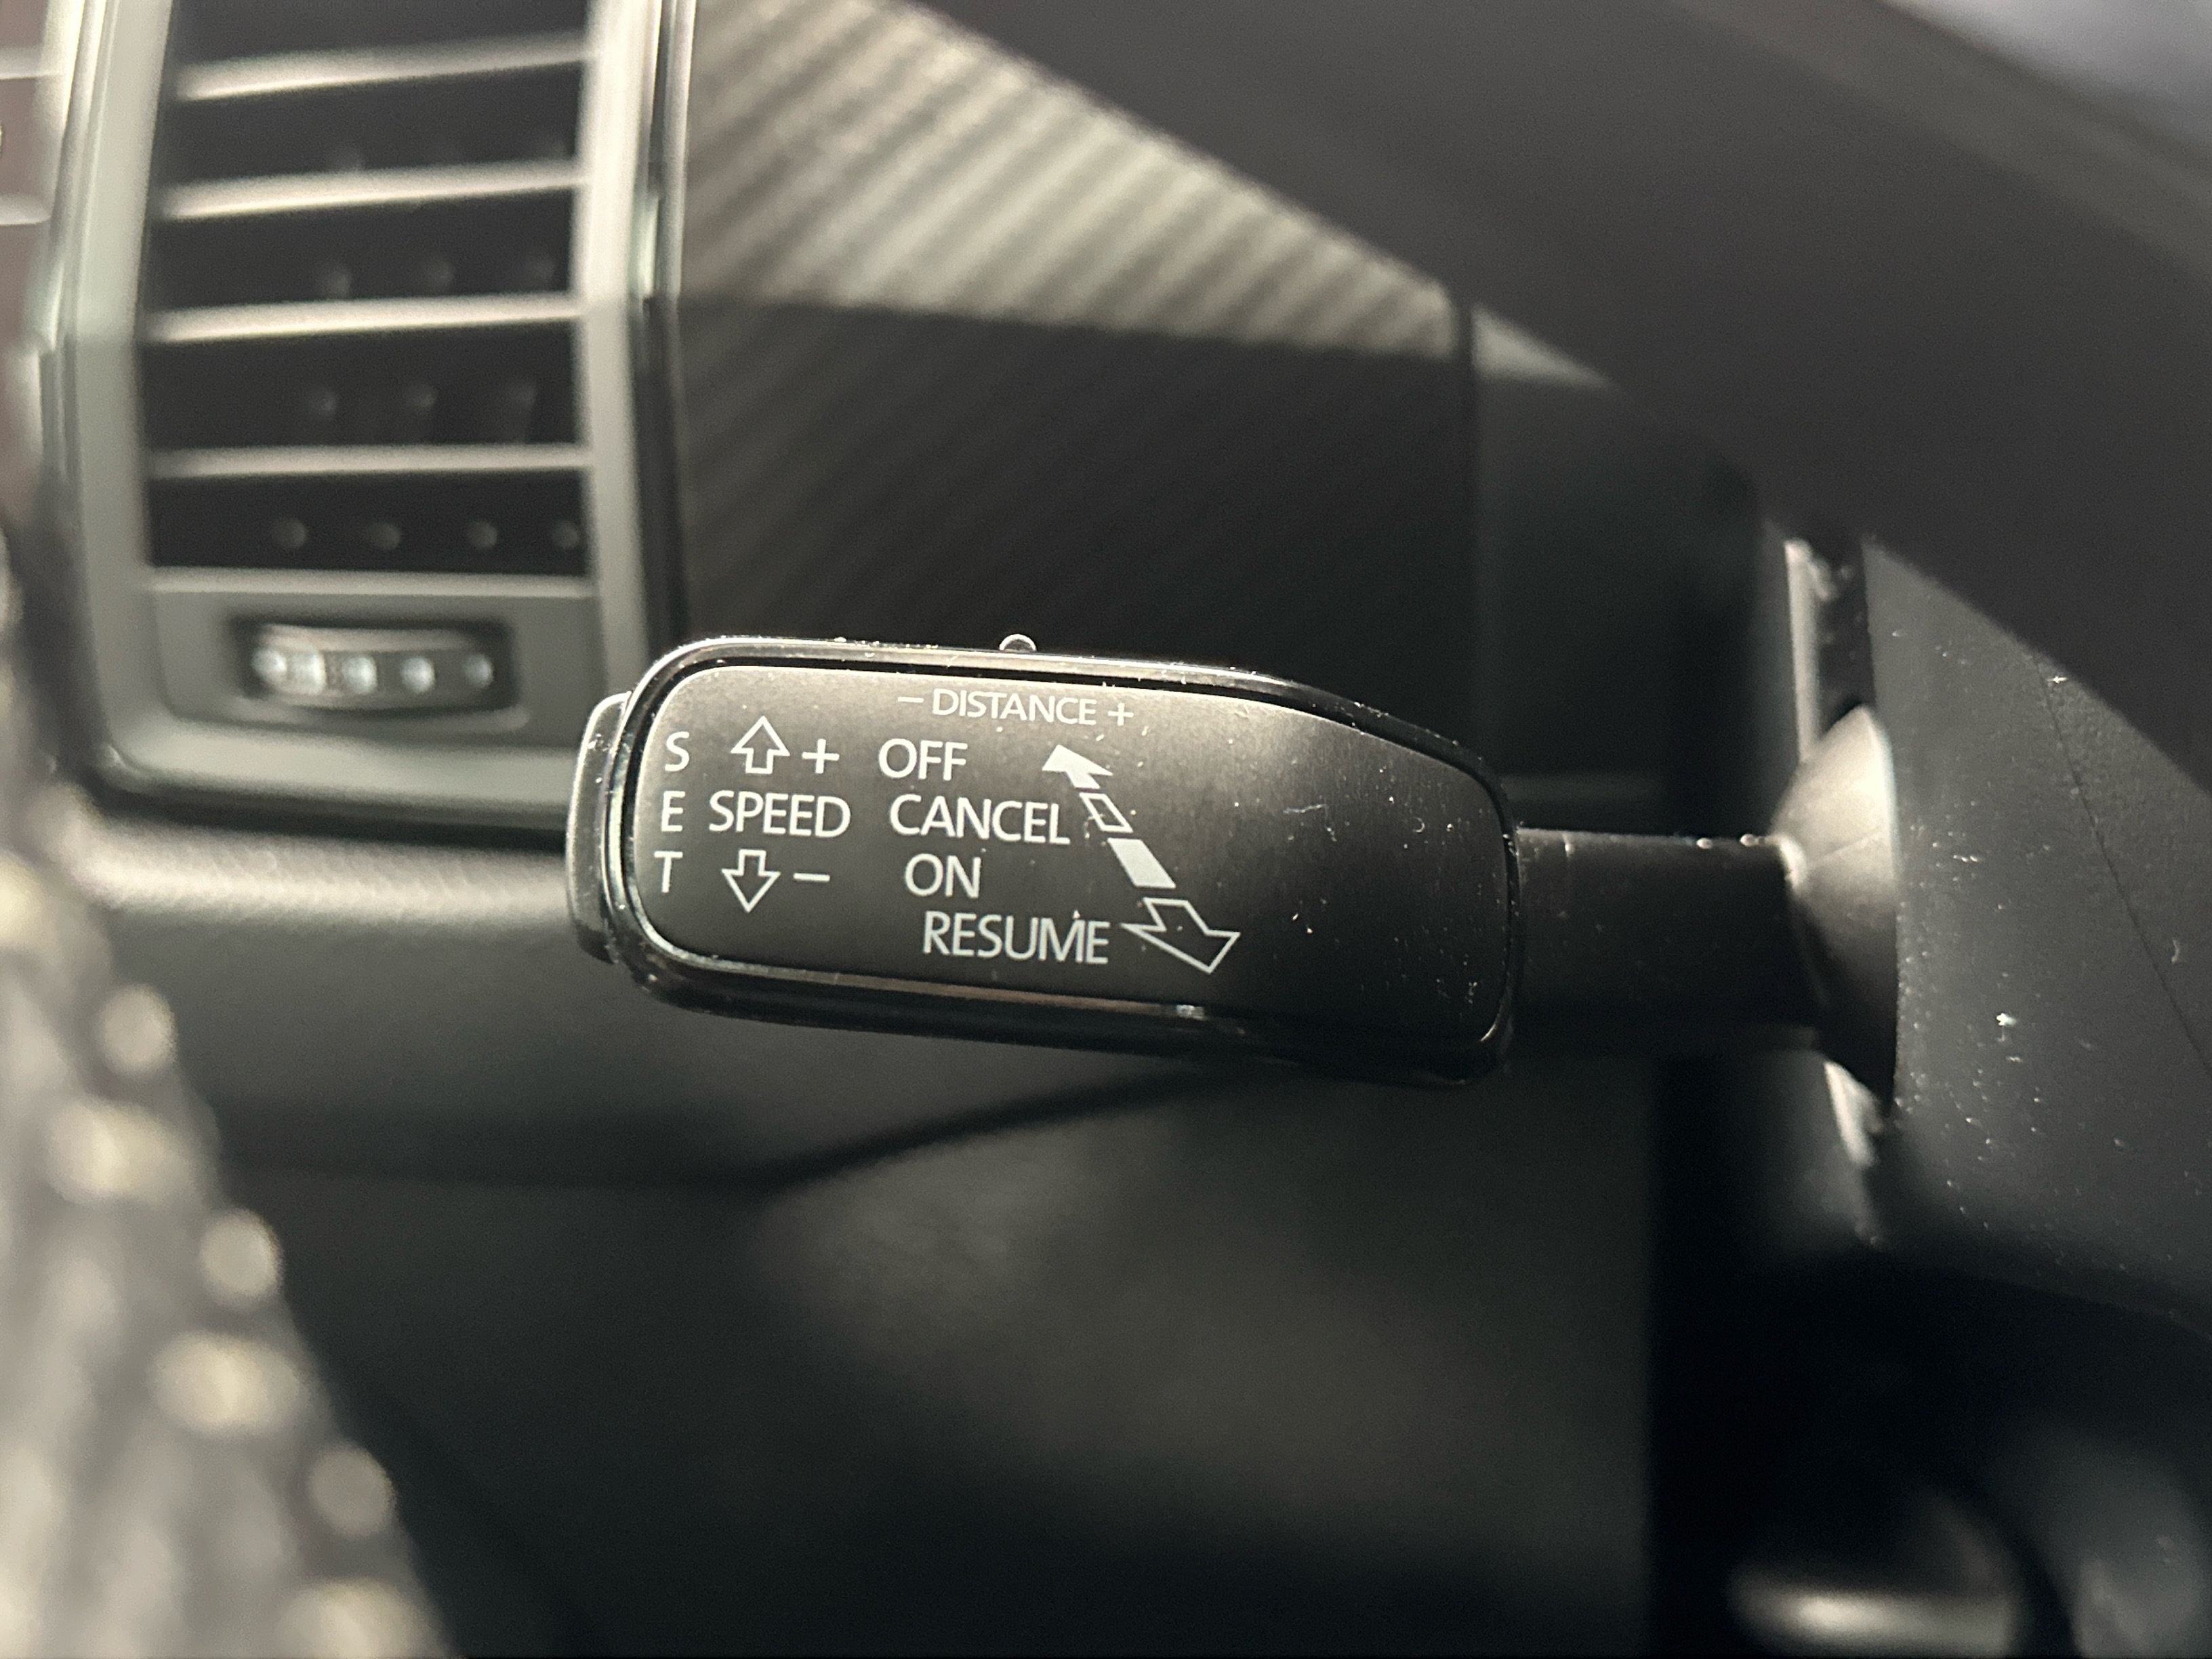 – DISTANCE +
S ⇧ + OFF
E SPEED CANCEL
T ⇩ – ON
RESUME